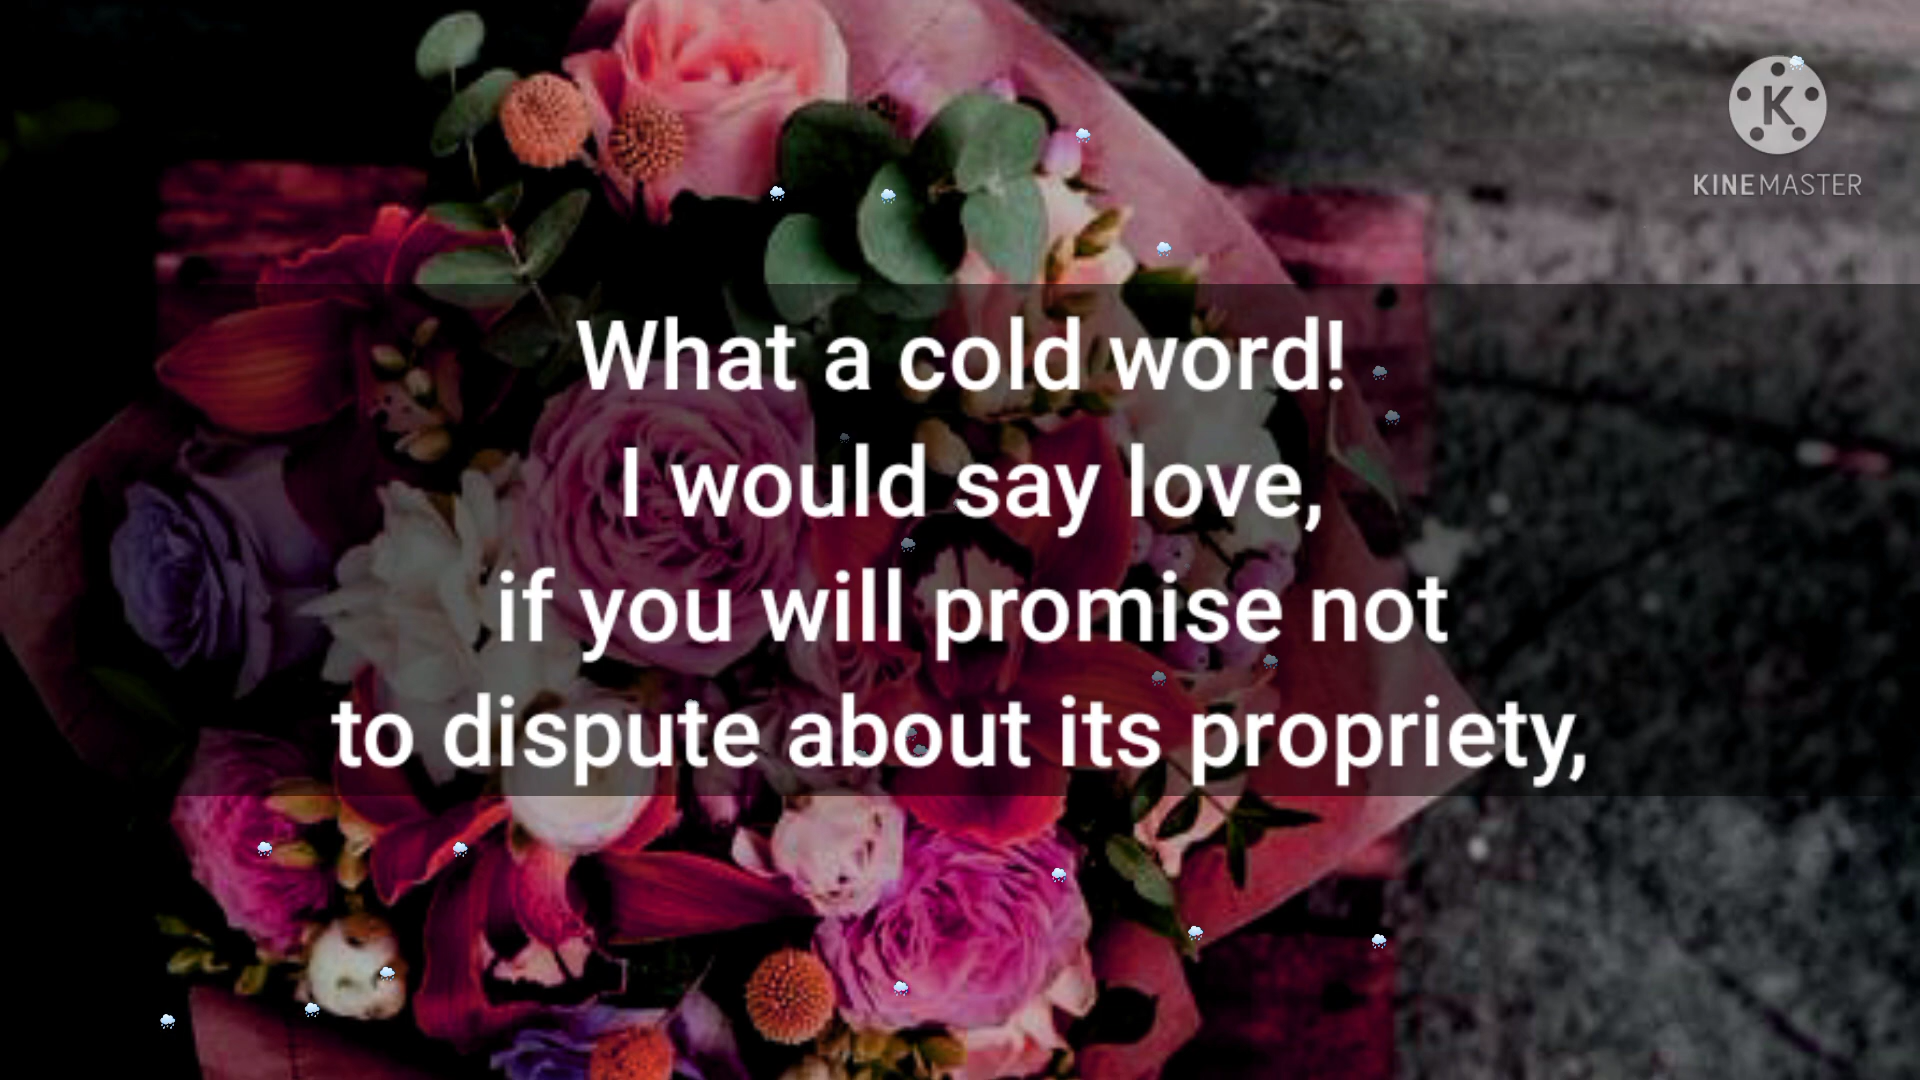 KINEMASTER
What a cold word!
I would say love,
if you will promise not
to dispute about its propriety,